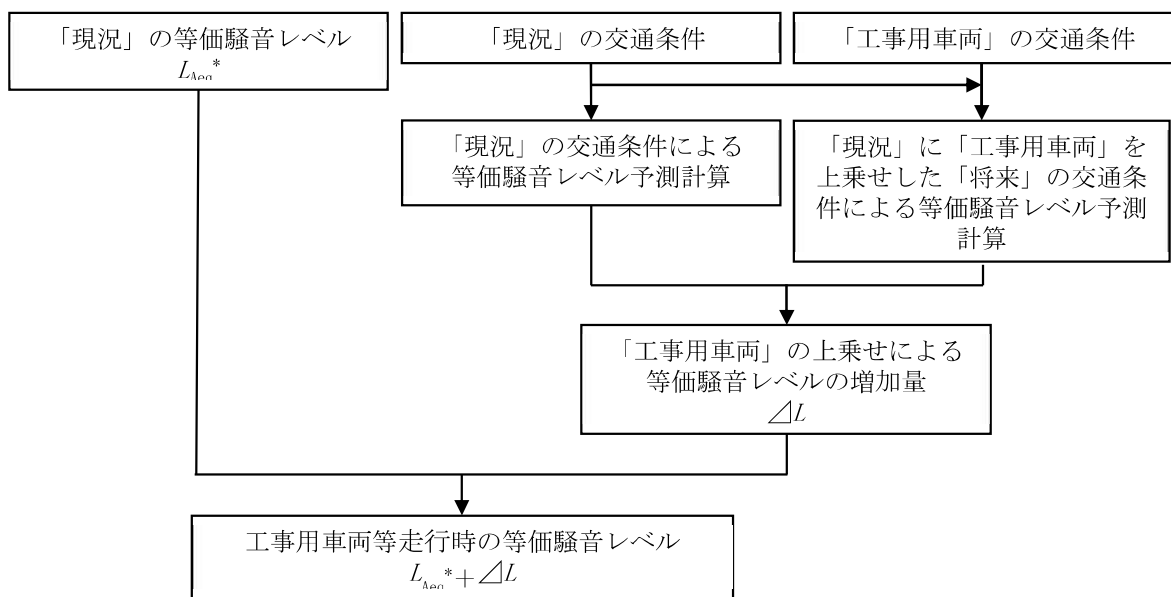 「現況」の等価騒音レベル
L_Aeq*
「現況」の交通条件
「工事用車両」の交通条件
「現況」の交通条件による
等価騒音レベル予測計算
「現況」に「工事用車両」を
上乗せした「将来」の交通条
件による等価騒音レベル予測
計算
「工事用車両」の上乗せによる
等価騒音レベルの増加量
⊿L
工事用車両等走行時の等価騒音レベル
L_Aeq*+⊿L